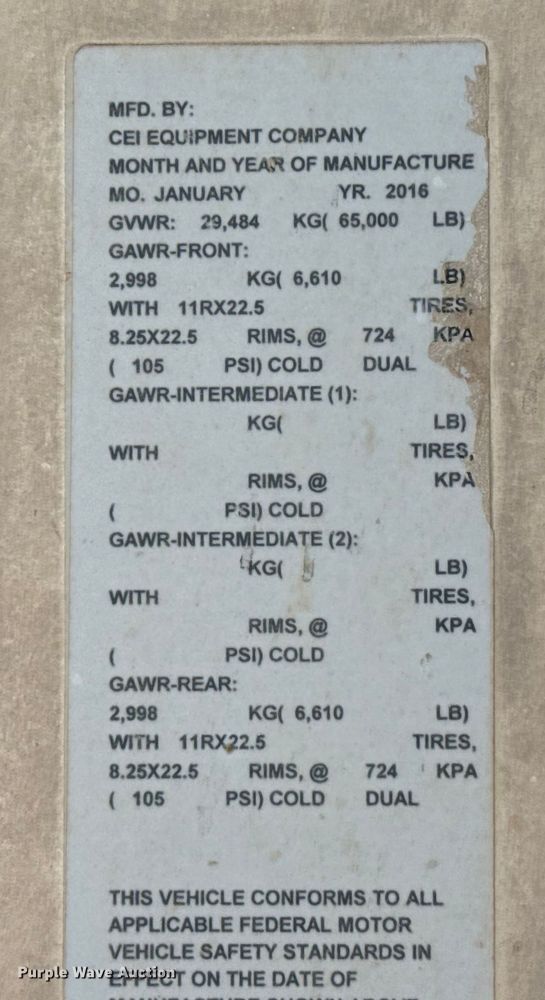 MFD. BY:
CEI EQUIPMENT COMPANY
MONTH AND YEAR OF MANUFACTURE
MO. JANUARY YR. 2016
GVWR: 29,484 KG( 65,000 LB)
GAWR-FRONT:
2,998 KG( 6,610 LB)
WITH 11RX22.5 TIRES,
8.25X22.5 RIMS, @ 724 KPA
( 105 PSI) COLD DUAL
GAWR-INTERMEDIATE (1):
KG( LB)
WITH TIRES,
RIMS, @ KPA
( PSI) COLD
GAWR-INTERMEDIATE (2):
KG( LB)
WITH TIRES,
RIMS, @ KPA
( PSI) COLD
GAWR-REAR:
2,998 KG( 6,610 LB)
WITH 11RX22.5 TIRES,
8.25X22.5 RIMS, @ 724 KPA
( 105 PSI) COLD DUAL
THIS VEHICLE CONFORMS TO ALL
APPLICABLE FEDERAL MOTOR
VEHICLE SAFETY STANDARDS IN
Purple Wave Auction
EFFECT ON THE DATE OF